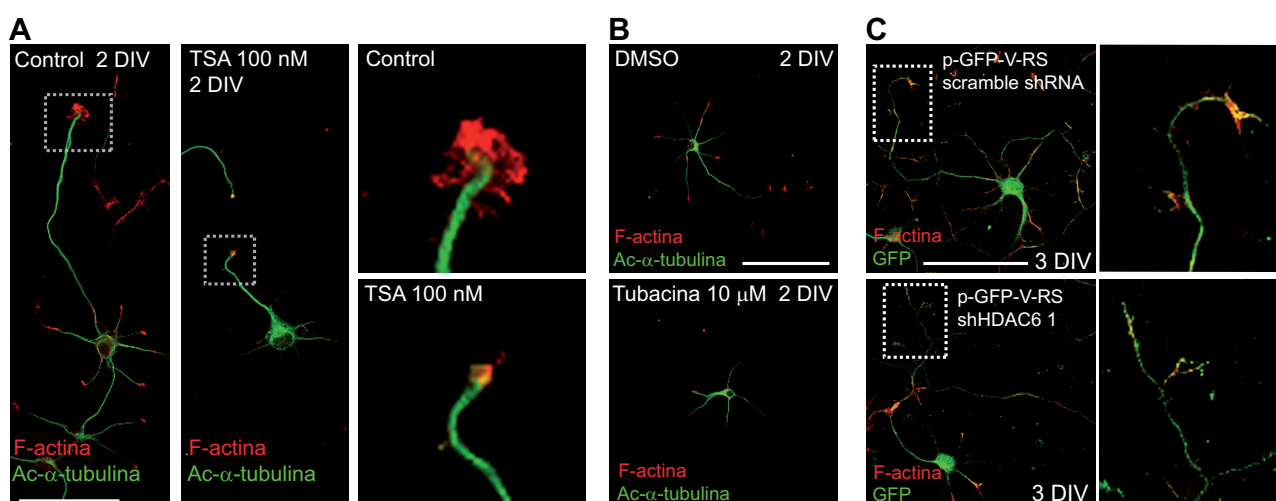 A
Control 2 DIV
F-actina
Ac-α-tubulina
TSA 100 nM
2 DIV
F-actina
Ac-α-tubulina
Control
TSA 100 nM
B
DMSO 2 DIV
F-actina
Ac-α-tubulina
Tubacina 10 μM 2 DIV
F-actina
Ac-α-tubulina
C
p-GFP-V-RS
scramble shRNA
F-actina
GFP
3 DIV
p-GFP-V-RS
shHDAC6 1
F-actina
GFP
3 DIV